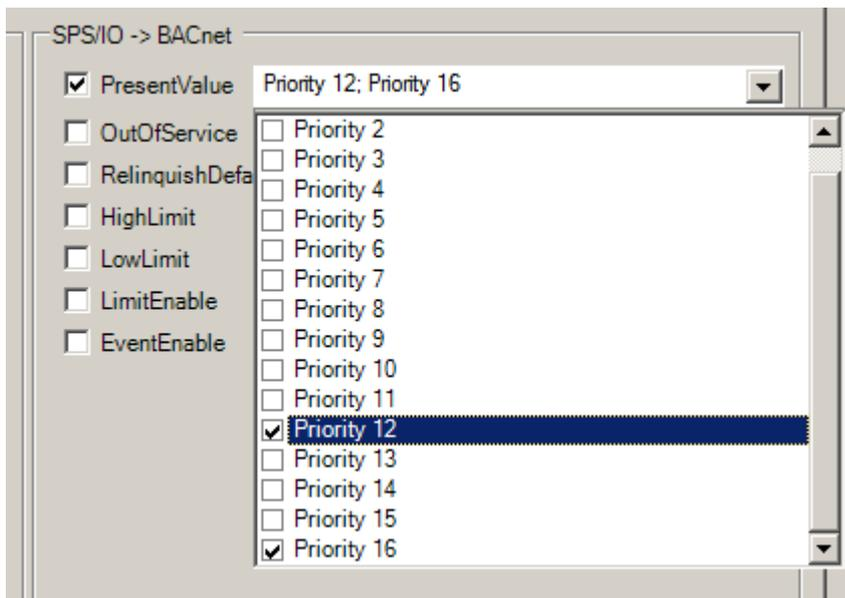 SPS/IO -> BACnet
PresentValue
Priority 12; Priority 16
OutOfService
RelinquishDefa
HighLimit
LowLimit
LimitEnable
EventEnable
Priority 2
Priority 3
Priority 4
Priority 5
Priority 6
Priority 7
Priority 8
Priority 9
Priority 10
Priority 11
Priority 12
Priority 13
Priority 14
Priority 15
Priority 16